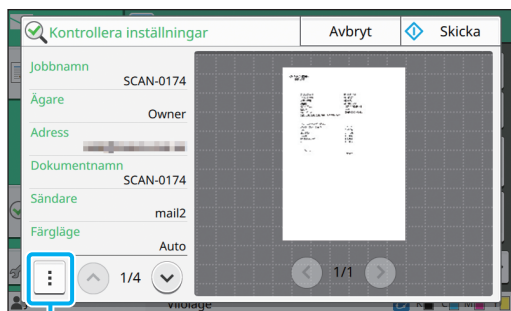 Kontrollera inställningar
Avbryt
Skicka
Jobbnamn
SCAN-0174
Ägare
Owner
Adress
Dokumentnamn
SCAN-0174
Sändare
mail2
Färgläge
Auto
1/4
1/1
Viloläge
K C M Y